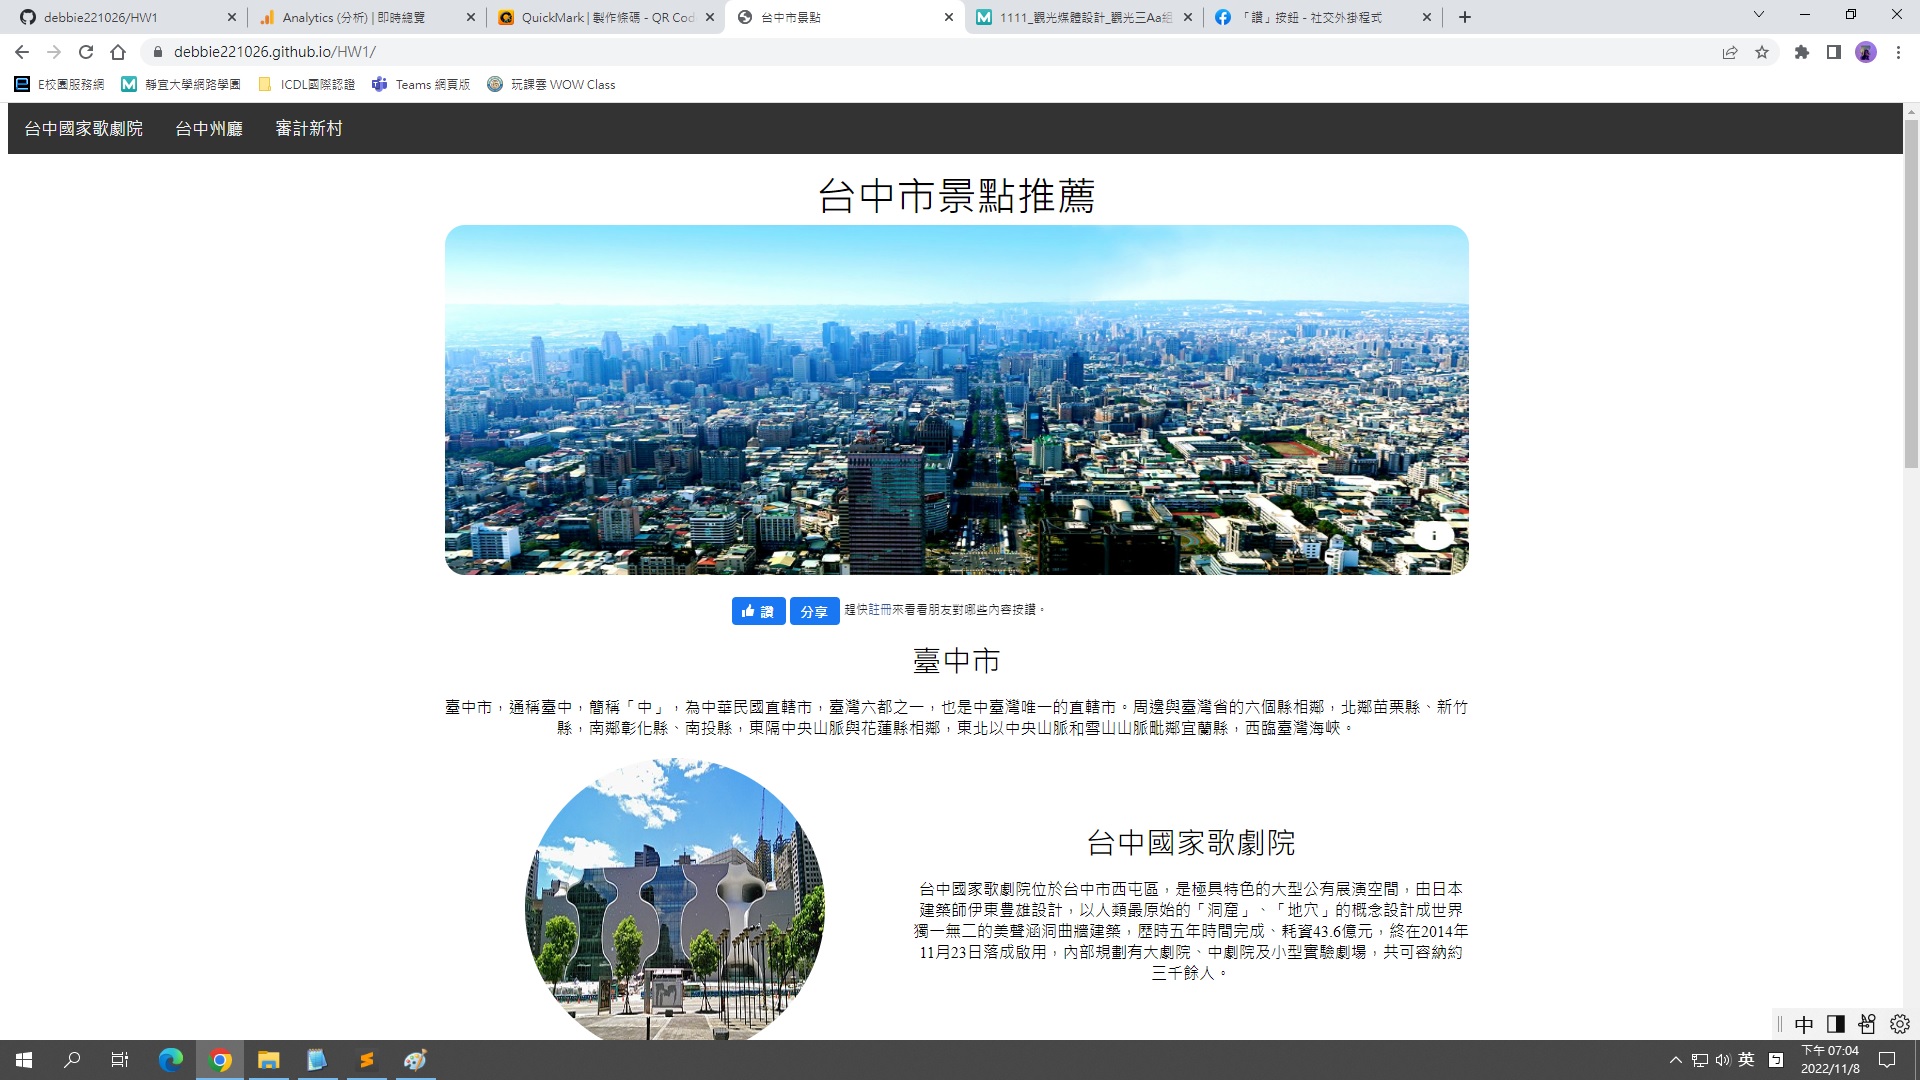 debbie221026/HW1
Analytics (分析) | 即時總覽
QuickMark | 製作條碼 - QR Cod
台中市景點
1111_觀光媒體設計_觀光三Aa組
「讚」按鈕 - 社交外掛程式
debbie221026.github.io/HW1/
E校園服務網
靜宜大學網路學園
ICDL國際認證
Teams 網頁版
玩課雲 WOW Class
台中國家歌劇院 台中州廳 審計新村
台中市景點推薦
讚 分享 趕快註冊來看看朋友對哪些內容按讚。
臺中市
臺中市，通稱臺中，簡稱「中」，為中華民國直轄市，臺灣六都之一，也是中臺灣唯一的直轄市。周邊與臺灣省的六個縣相鄰，北鄰苗栗縣、新竹
縣，南鄰彰化縣、南投縣，東隔中央山脈與花蓮縣相鄰，東北以中央山脈和雪山山脈毗鄰宜蘭縣，西臨臺灣海峽。
台中國家歌劇院
台中國家歌劇院位於台中市西屯區，是極具特色的大型公有展演空間，由日本
建築師伊東豊雄設計，以人類最原始的「洞窟」、「地穴」的概念設計成世界
獨一無二的美聲涵洞曲牆建築，歷時五年時間完成、耗資43.6億元，終在2014年
11月23日落成啟用，內部規劃有大劇院、中劇院及小型實驗劇場，共可容納約
三千餘人。
中
英
下午 07:04
2022/11/8